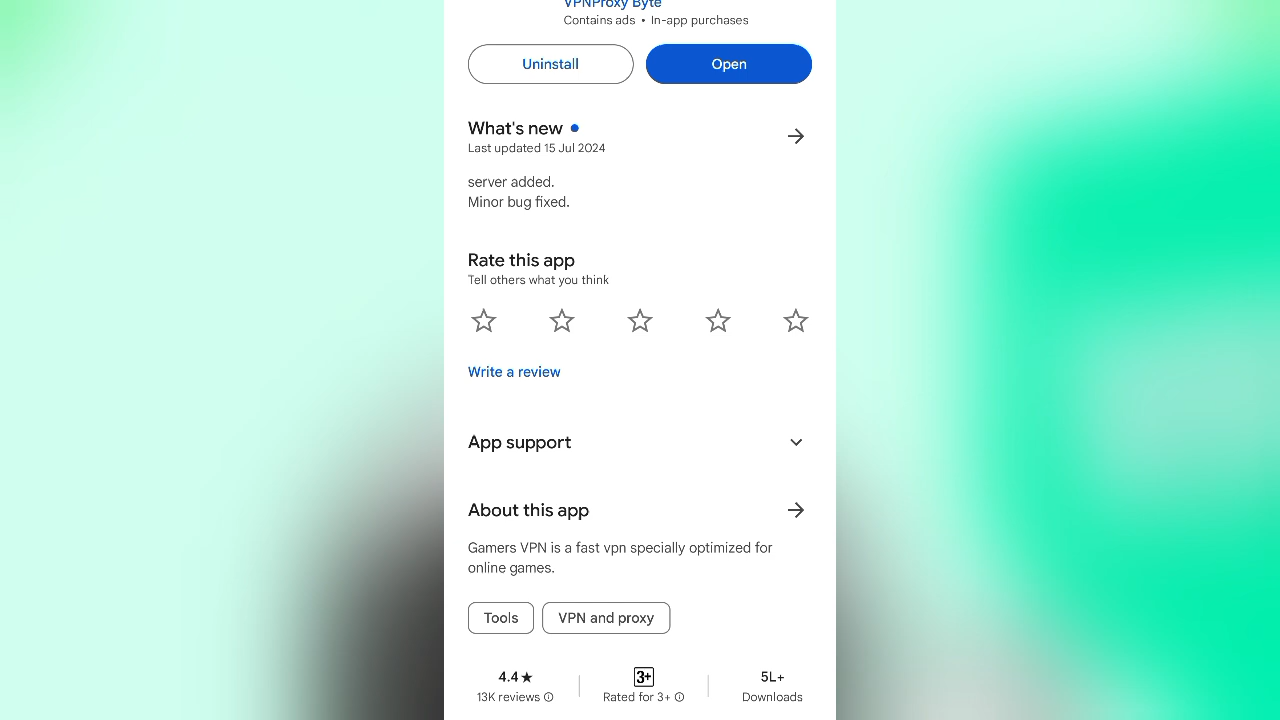 VPNProxy Byte
Contains ads • In-app purchases
Uninstall
Open
What's new
Last updated 15 Jul 2024
server added.
Minor bug fixed.
Rate this app
Tell others what you think
Write a review
App support
About this app
Gamers VPN is a fast vpn specially optimized for
online games.
Tools
VPN and proxy
4.4★
13K reviews
3+
Rated for 3+
5L+
Downloads